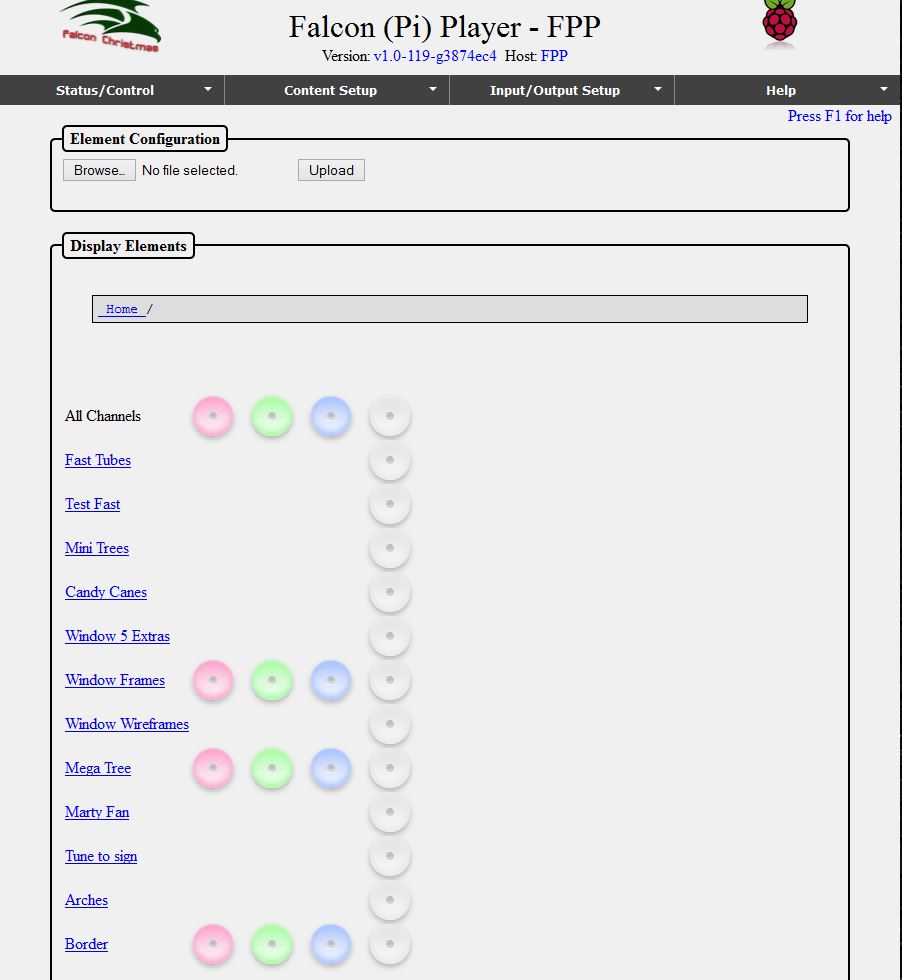 Falcon Christmas
Falcon (Pi) Player - FPP
Version: v1.0-119-g3874ec4 Host: FPP
Status/Control Content Setup Input/Output Setup Help
Press F1 for help
Element Configuration
Browse.. No file selected. Upload
Display Elements
Home /
All Channels
Fast Tubes
Test Fast
Mini Trees
Candy Canes
Window 5 Extras
Window Frames
Window Wireframes
Mega Tree
Marty Fan
Tune to sign
Arches
Border